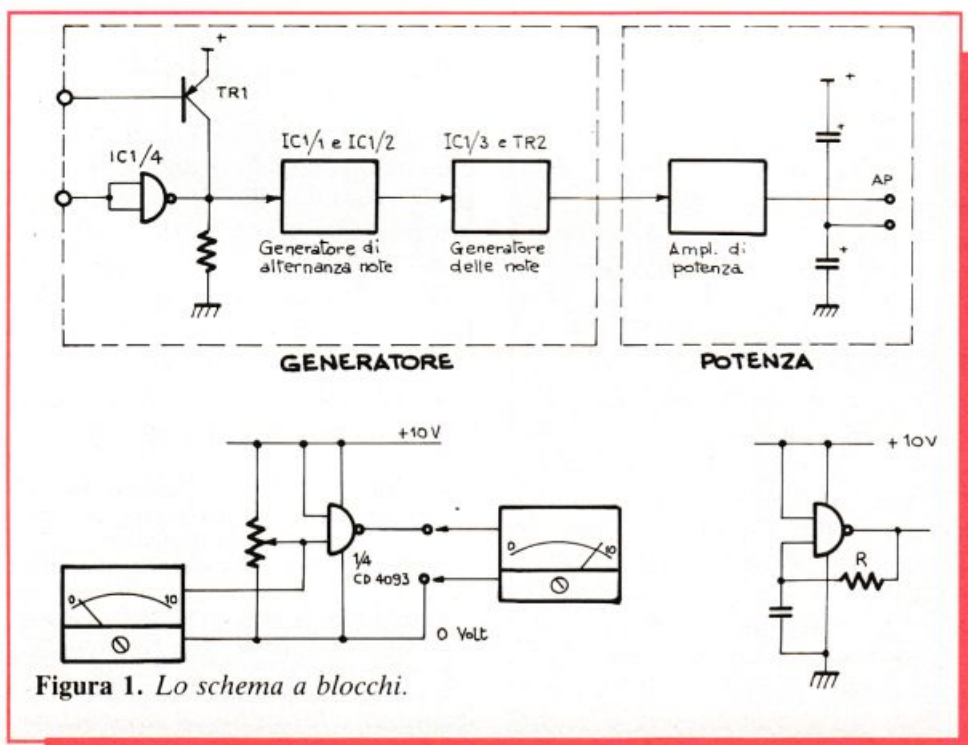 +
TR1
+
IC1/4
IC1/1 e IC1/2
IC1/3 e TR2
AP
+
Generatore di
alternanza note
Generatore
delle note
Ampl. di
potenza
+
GENERATORE
POTENZA
+10V
+10V
0
10
1/4
CD 4093
R
0
10
0 Volt
Figura 1. Lo schema a blocchi.